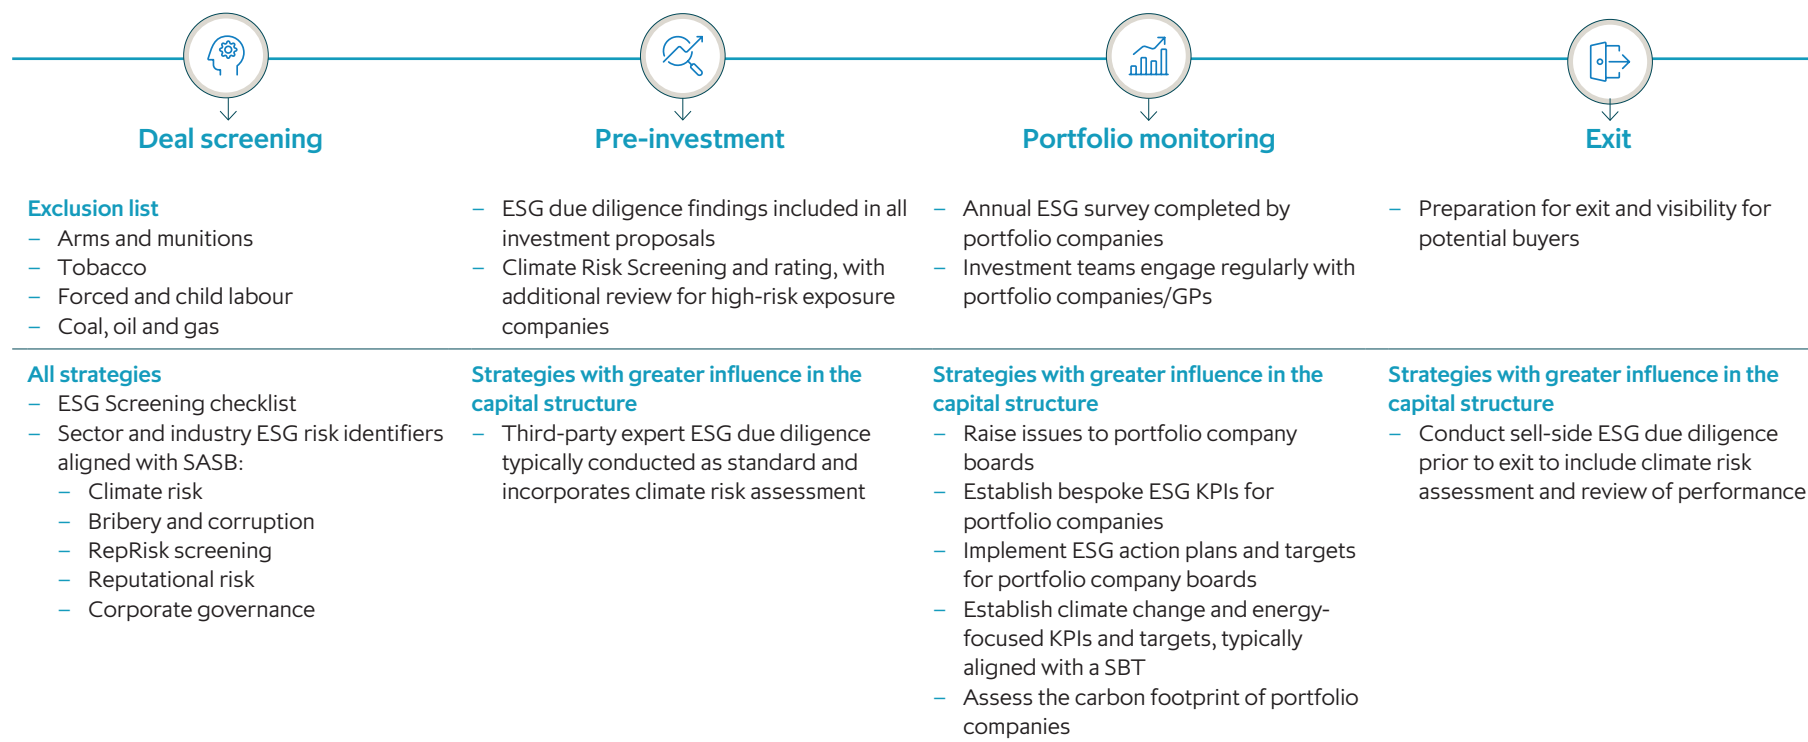 Deal screening
Exclusion list
– Arms and munitions
– Tobacco
– Forced and child labour
– Coal, oil and gas
All strategies
– ESG Screening checklist
– Sector and industry ESG risk identifiers
aligned with SASB:
– Climate risk
– Bribery and corruption
– RepRisk screening
– Reputational risk
– Corporate governance
Pre-investment
– ESG due diligence findings included in all
investment proposals
– Climate Risk Screening and rating, with
additional review for high-risk exposure
companies
Strategies with greater influence in the
capital structure
– Third-party expert ESG due diligence
typically conducted as standard and
incorporates climate risk assessment
Portfolio monitoring
– Annual ESG survey completed by
portfolio companies
– Investment teams engage regularly with
portfolio companies/GPs
Strategies with greater influence in the
capital structure
– Raise issues to portfolio company
boards
– Establish bespoke ESG KPIs for
portfolio companies
– Implement ESG action plans and targets
for portfolio company boards
– Establish climate change and energy-
focused KPIs and targets, typically
aligned with a SBT
– Assess the carbon footprint of portfolio
companies
Exit
– Preparation for exit and visibility for
potential buyers
Strategies with greater influence in the
capital structure
– Conduct sell-side ESG due diligence
prior to exit to include climate risk
assessment and review of performance